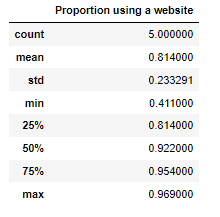 Proportion using a website
count 5.000000
mean 0.814000
std 0.233291
min 0.411000
25% 0.814000
50% 0.922000
75% 0.954000
max 0.969000